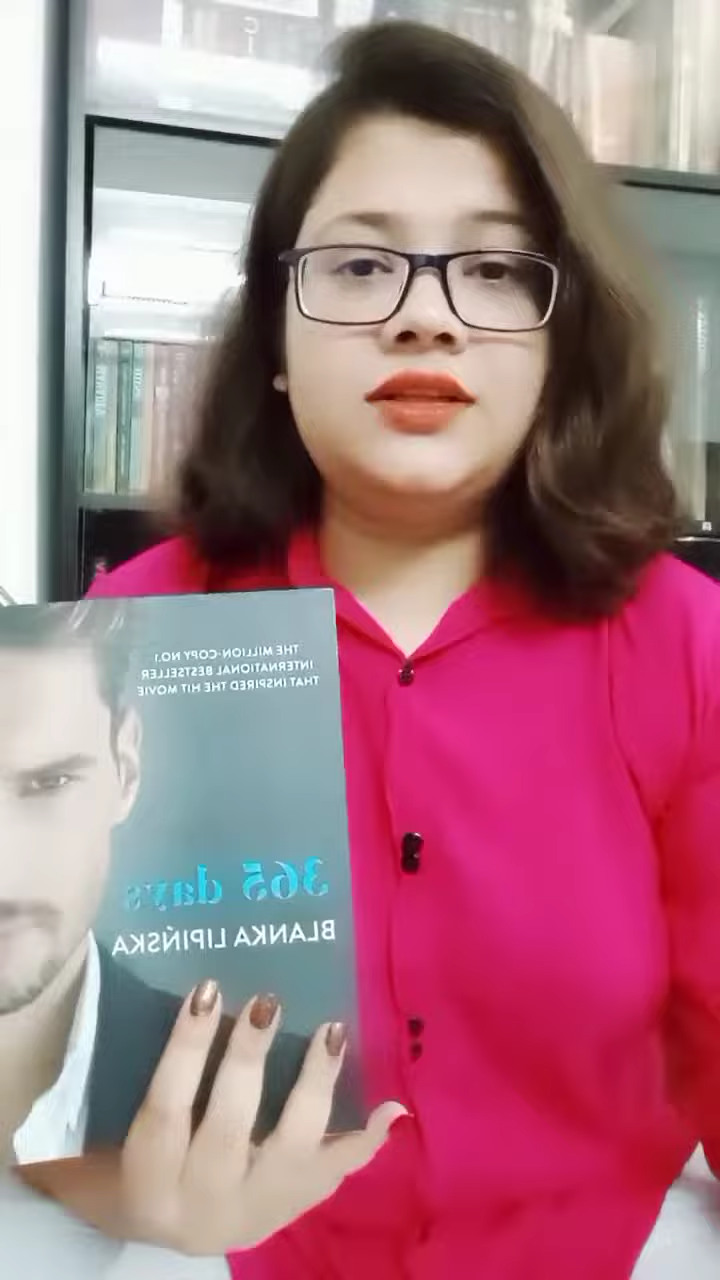 THE MILLION-COPY NO.1
INTERNATIONAL BESTSELLER
THAT INSPIRED THE HIT MOVIE
365 days
BLANKA LIPIŃSKA